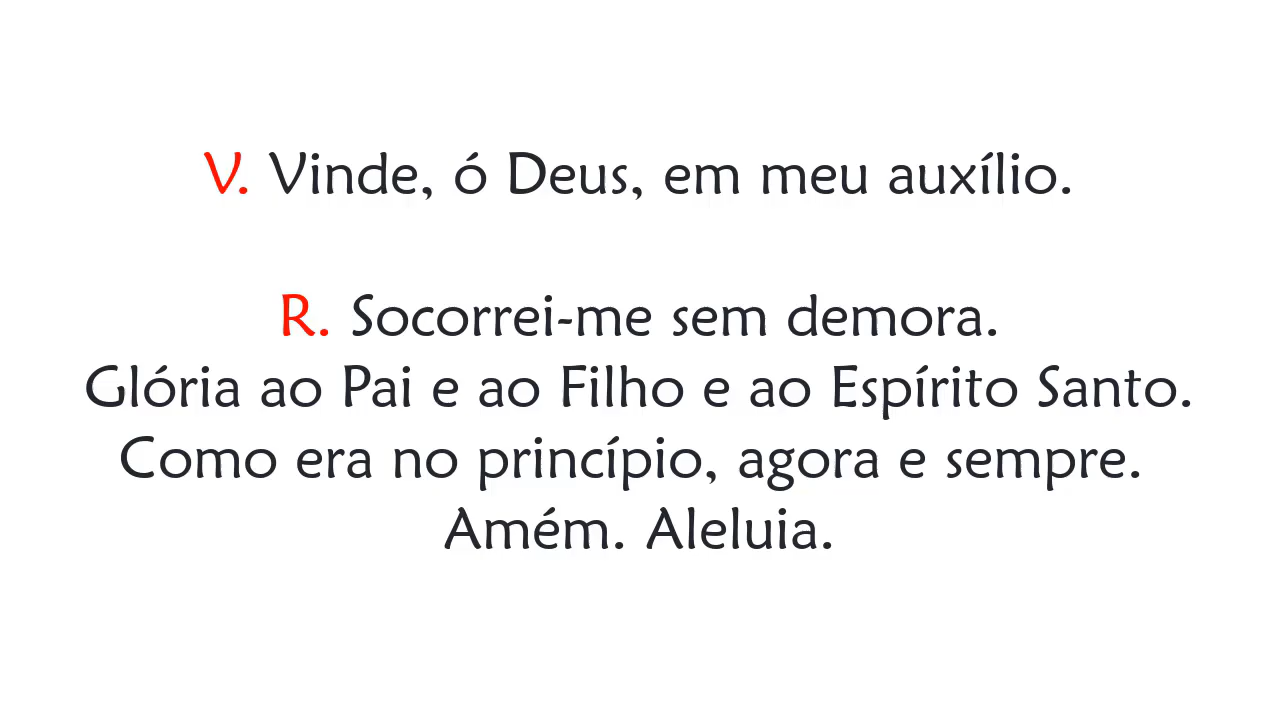 V. Vinde, ó Deus, em meu auxílio.
R. Socorrei-me sem demora.
Glória ao Pai e ao Filho e ao Espírito Santo.
Como era no princípio, agora e sempre.
Amém. Aleluia.